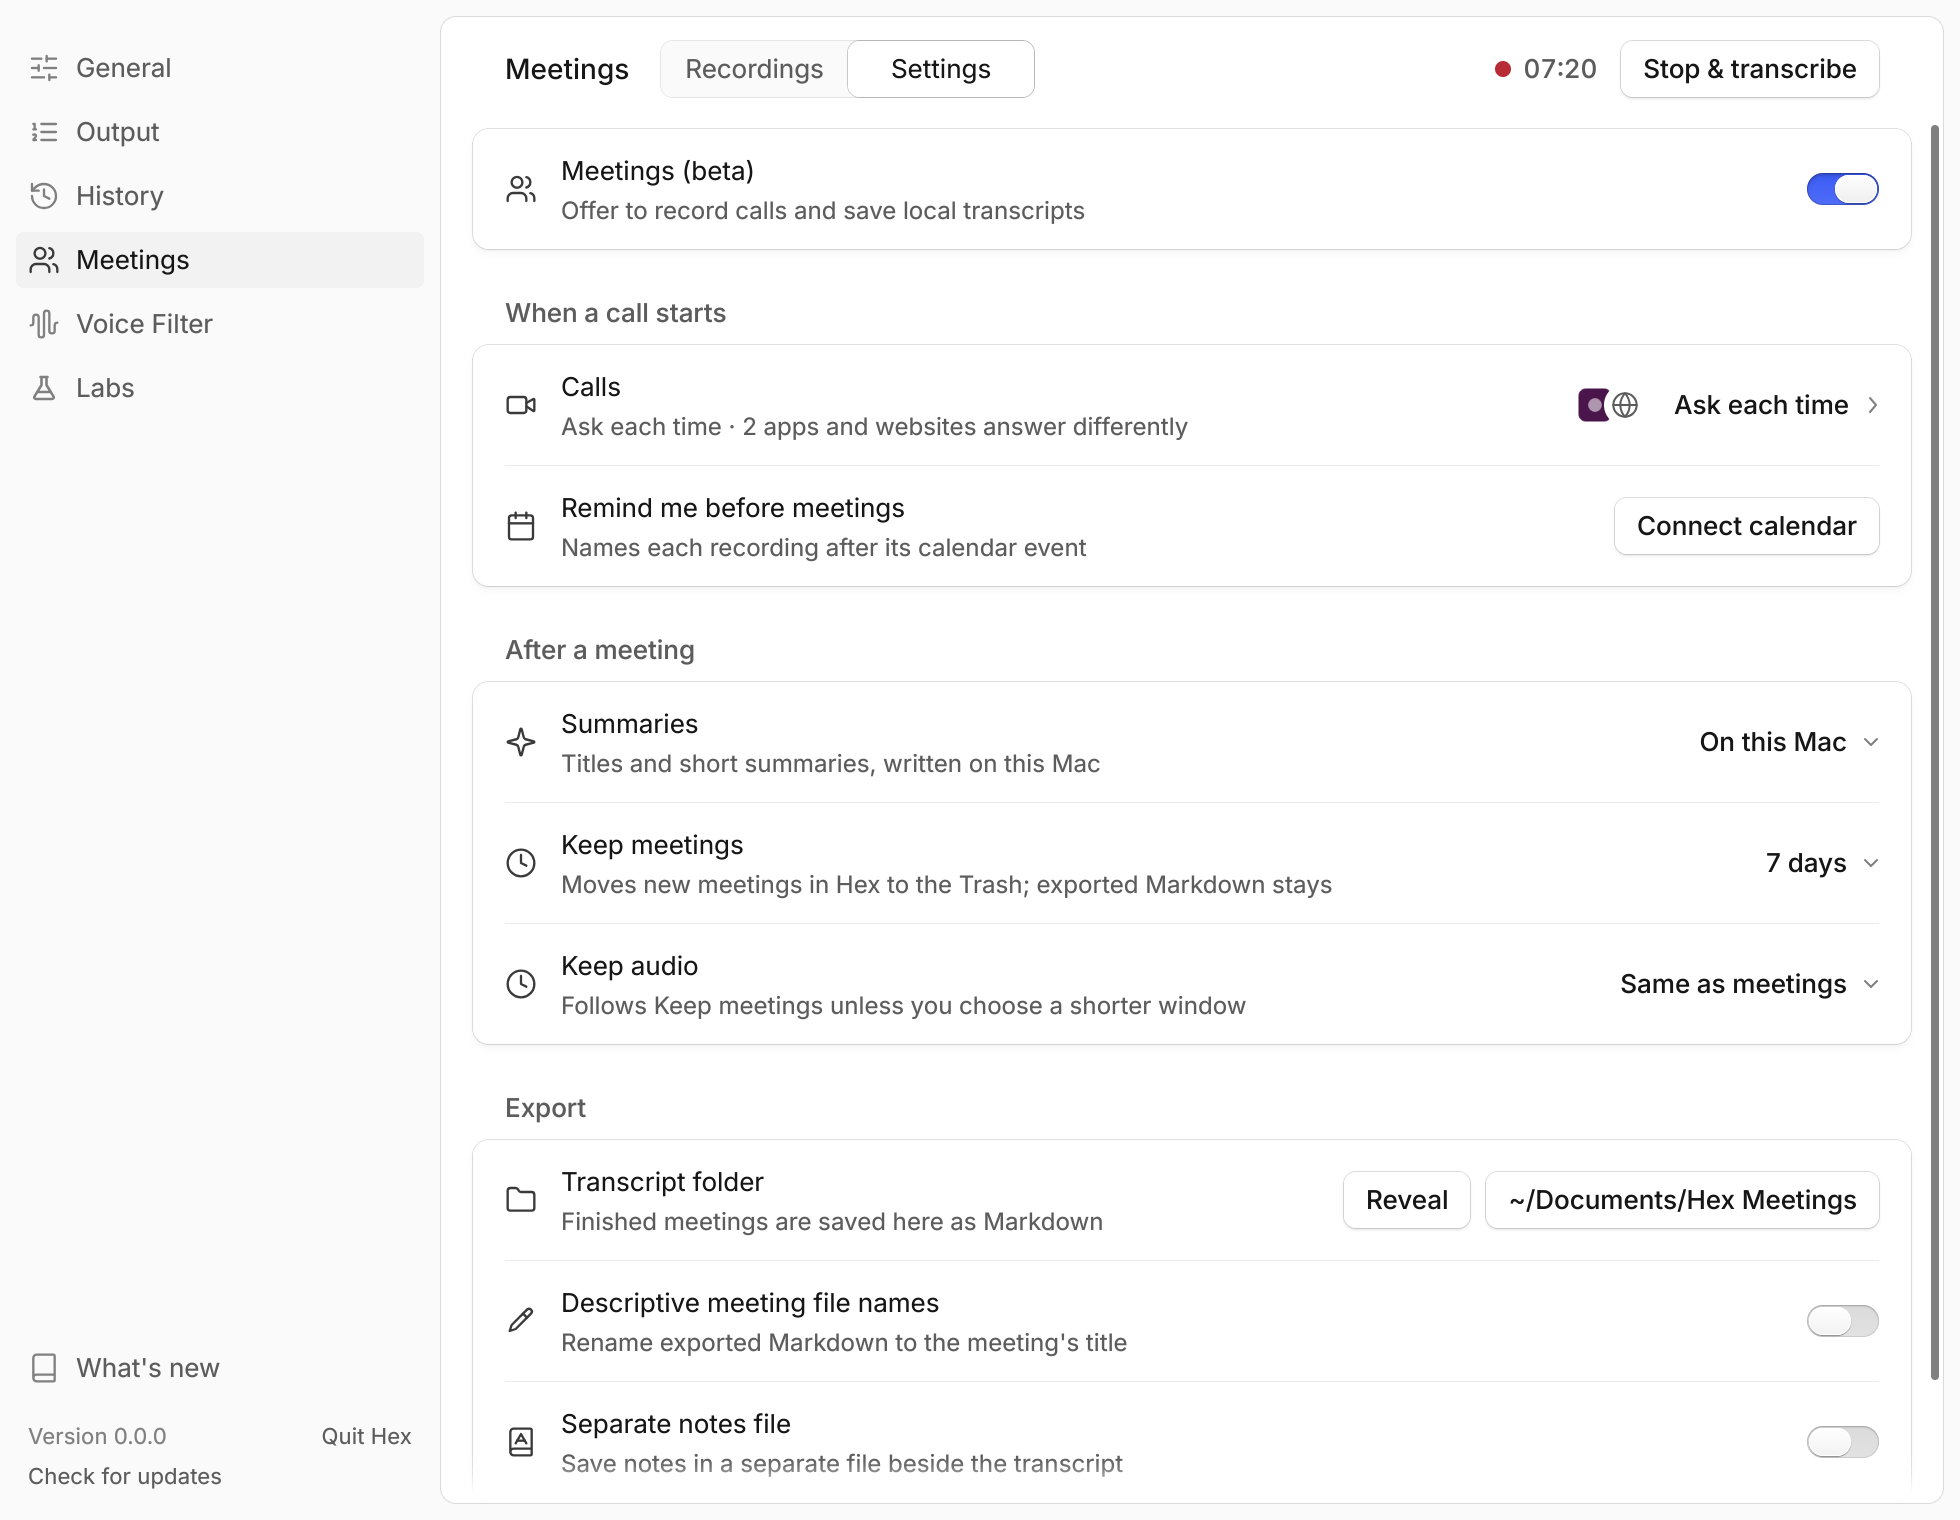 General
Output
History
Meetings
Voice Filter
Labs
What's new
Version 0.0.0
Quit Hex
Check for updates
Meetings
Recordings
Settings
07:20
Stop & transcribe
Meetings (beta)
Offer to record calls and save local transcripts
When a call starts
Calls
Ask each time · 2 apps and websites answer differently
Ask each time
Remind me before meetings
Names each recording after its calendar event
Connect calendar
After a meeting
Summaries
Titles and short summaries, written on this Mac
On this Mac
Keep meetings
Moves new meetings in Hex to the Trash; exported Markdown stays
7 days
Keep audio
Follows Keep meetings unless you choose a shorter window
Same as meetings
Export
Transcript folder
Finished meetings are saved here as Markdown
Reveal
~/Documents/Hex Meetings
Descriptive meeting file names
Rename exported Markdown to the meeting's title
Separate notes file
Save notes in a separate file beside the transcript